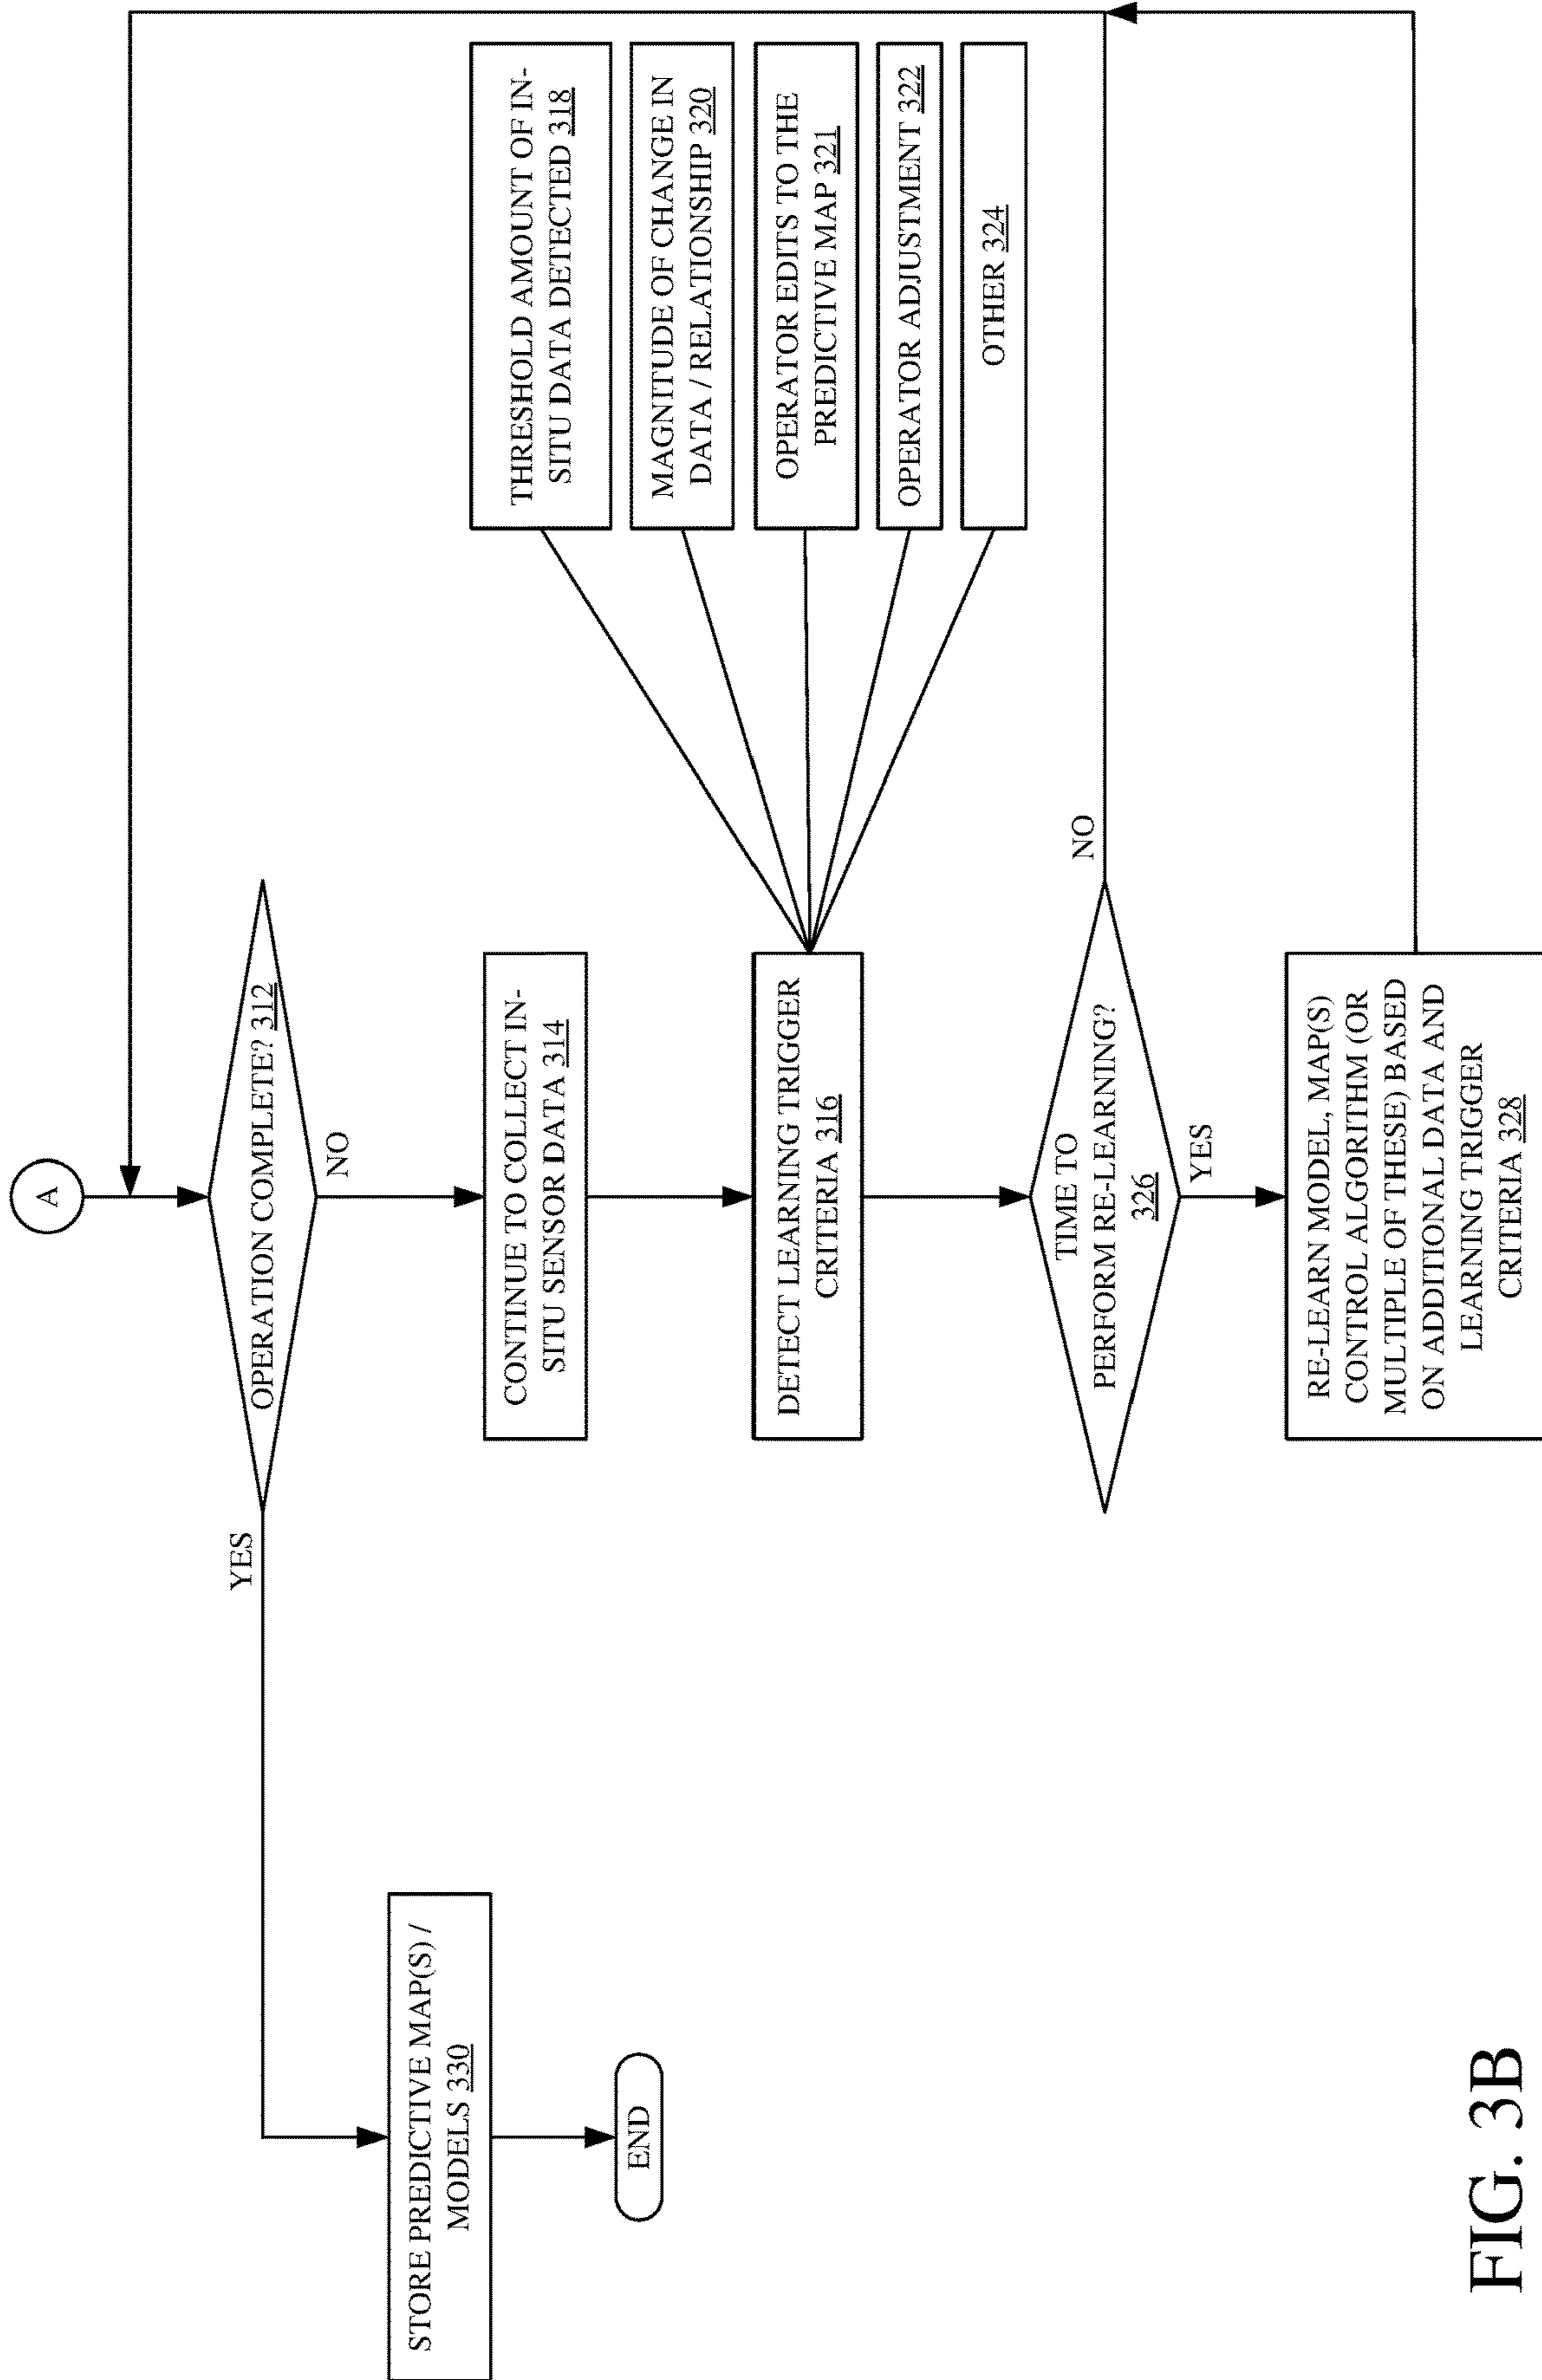 A
OPERATION COMPLETE? 312
YES
NO
CONTINUE TO COLLECT IN-
SITU SENSOR DATA 314
DETECT LEARNING TRIGGER
CRITERIA 316
THRESHOLD AMOUNT OF IN-
SITU DATA DETECTED 318
MAGNITUDE OF CHANGE IN
DATA / RELATIONSHIP 320
OPERATOR EDITS TO THE
PREDICTIVE MAP 321
OPERATOR ADJUSTMENT 322
OTHER 324
TIME TO
PERFORM RE-LEARNING?
326
NO
YES
RE-LEARN MODEL, MAP(S)
CONTROL ALGORITHM (OR
MULTIPLE OF THESE) BASED
ON ADDITIONAL DATA AND
LEARNING TRIGGER
CRITERIA 328
STORE PREDICTIVE MAP(S) /
MODELS 330
END
FIG. 3B